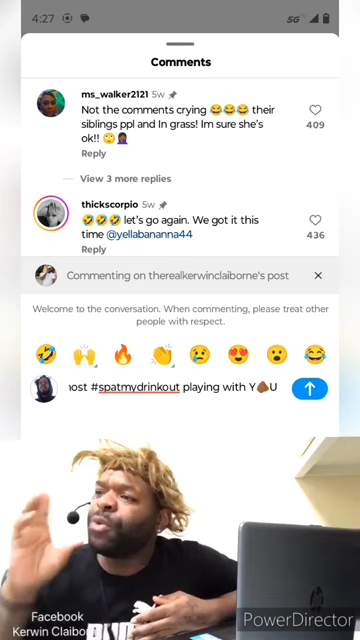 4:27
5G
Comments
ms_walker2121 5w
Not the comments crying 😂😂😂 their
siblings ppl and In grass! Im sure she's
ok!! 🙄🤦🏾‍♀️
409
Reply
View 3 more replies
thickscorpio 5w
🤣🤣🤣 let's go again. We got it this
time @yellabananna44
436
Reply
Commenting on therealkerwinclaiborne's post
Welcome to the conversation. When commenting, please treat other
people with respect.
🤣🙌🔥👏😢😍😮😂
most #spatmydrinkout playing with Y👌🏾U
Facebook
Kerwin Claiborn
PowerDirector